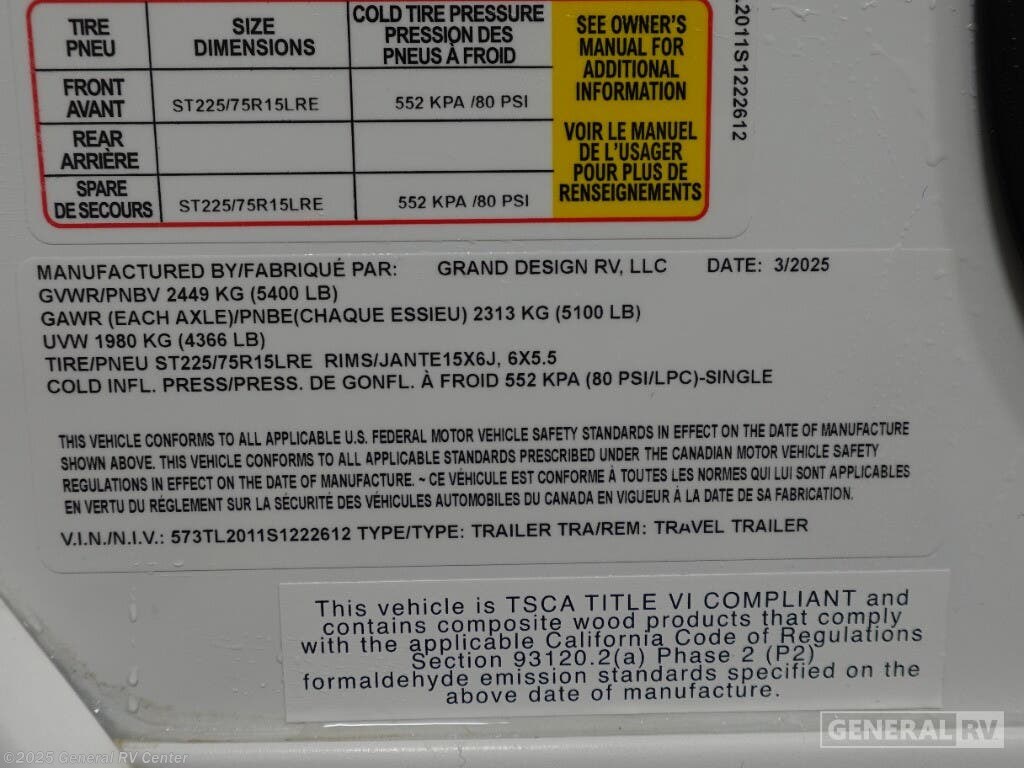 TIRE
PNEU
SIZE
DIMENSIONS
COLD TIRE PRESSURE
PRESSION DES
PNEUS À FROID
FRONT
AVANT
ST225/75R15LRE
552 KPA /80 PSI
REAR
ARRIÈRE
SPARE
DE SECOURS
ST225/75R15LRE
552 KPA /80 PSI
SEE OWNER'S
MANUAL FOR
ADDITIONAL
INFORMATION
VOIR LE MANUEL
DE L'USAGER
POUR PLUS DE
RENSEIGNEMENTS
L2011S1222612
MANUFACTURED BY/FABRIQUÉ PAR: GRAND DESIGN RV, LLC DATE: 3/2025
GVWR/PNBV 2449 KG (5400 LB)
GAWR (EACH AXLE)/PNBE(CHAQUE ESSIEU) 2313 KG (5100 LB)
UVW 1980 KG (4366 LB)
TIRE/PNEU ST225/75R15LRE RIMS/JANTE15X6J, 6X5.5
COLD INFL. PRESS/PRESS. DE GONFL. À FROID 552 KPA (80 PSI/LPC)-SINGLE
THIS VEHICLE CONFORMS TO ALL APPLICABLE U.S. FEDERAL MOTOR VEHICLE SAFETY STANDARDS IN EFFECT ON THE DATE OF MANUFACTURE
SHOWN ABOVE. THIS VEHICLE CONFORMS TO ALL APPLICABLE STANDARDS PRESCRIBED UNDER THE CANADIAN MOTOR VEHICLE SAFETY
REGULATIONS IN EFFECT ON THE DATE OF MANUFACTURE. ~ CE VÉHICULE EST CONFORME À TOUTES LES NORMES QUI LUI SONT APPLICABLES
EN VERTU DU RÉGLEMENT SUR LA SÉCURITÉ DES VÉHICULES AUTOMOBILES DU CANADA EN VIGUEUR À LA DATE DE SA FABRICATION.
V.I.N./N.I.V.: 573TL2011S1222612 TYPE/TYPE: TRAILER TRA/REM: TRAVEL TRAILER
This vehicle is TSCA TITLE VI COMPLIANT and
contains composite wood products that comply
with the applicable California Code of Regulations
Section 93120.2(a) Phase 2 (P2)
formaldehyde emission standards specified on the
above date of manufacture.
GENERAL RV
©2025 General RV Center